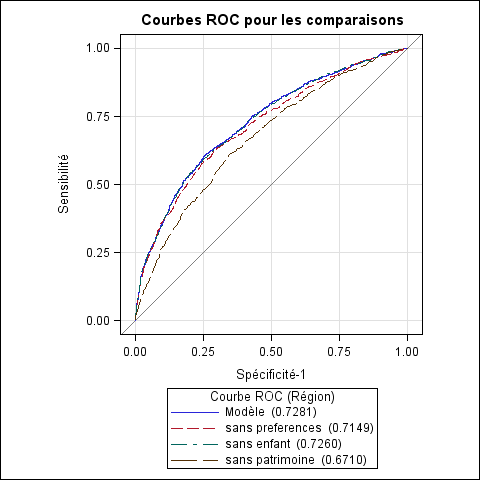 Courbes ROC pour les comparaisons
1.00
0.75
0.50
0.25
0.00
Sensibilité
0.00 0.25 0.50 0.75 1.00
Spécificité-1
Courbe ROC (Région)
Modèle (0.7281)
sans preferences (0.7149)
sans enfant (0.7260)
sans patrimoine (0.6710)